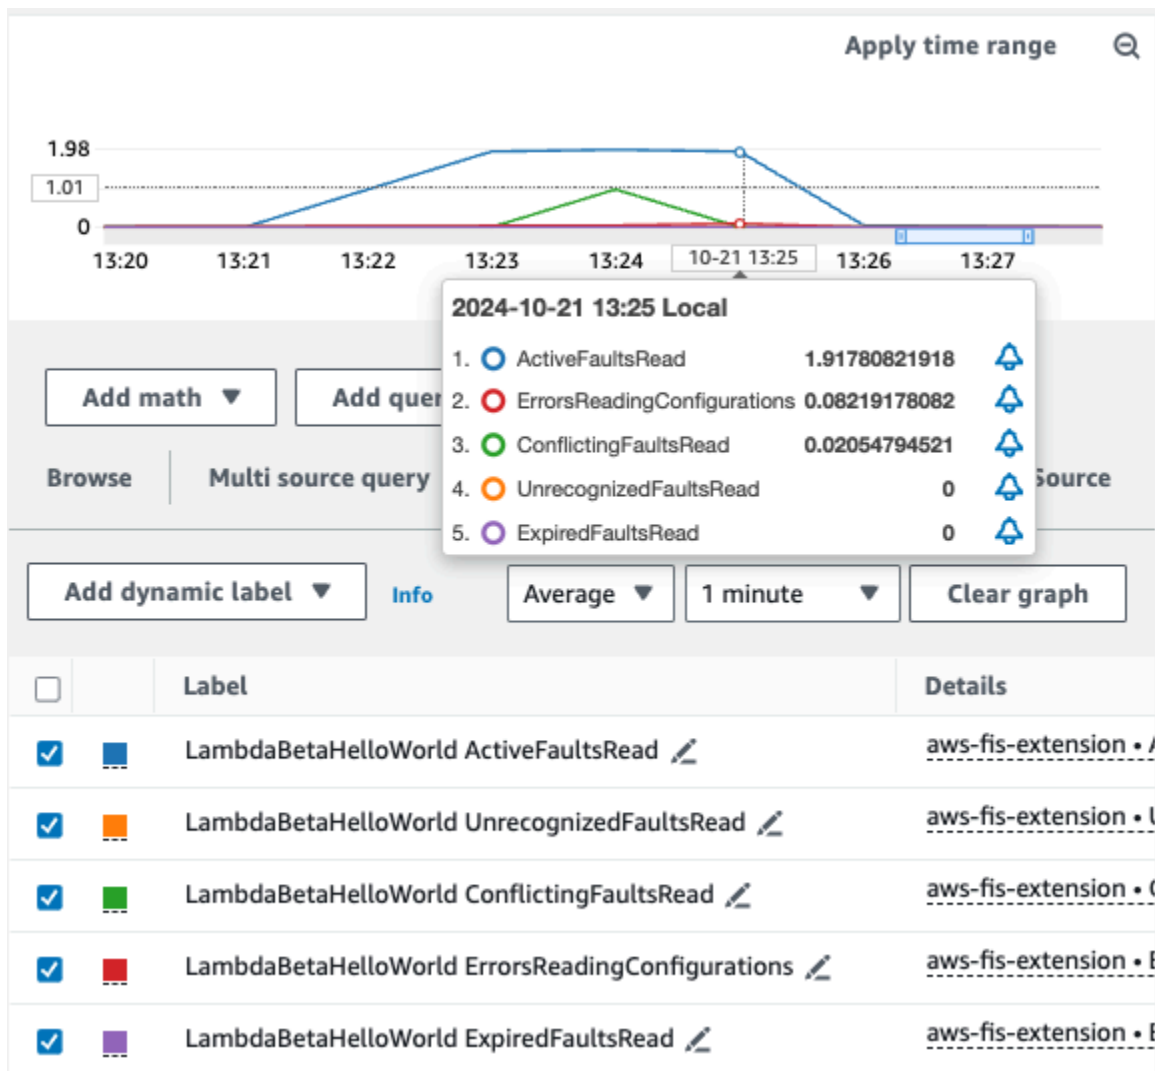 Apply time range
1.98
1.01
0
13:20 13:21 13:22 13:23 13:24 10-21 13:25 13:26 13:27
2024-10-21 13:25 Local
1. ActiveFaultsRead 1.91780821918
2. ErrorsReadingConfigurations 0.08219178082
3. ConflictingFaultsRead 0.02054794521
4. UnrecognizedFaultsRead 0
5. ExpiredFaultsRead 0
Add math Add quer
Browse Multi source query Source
Add dynamic label Info Average 1 minute Clear graph
Label Details
LambdaBetaHelloWorld ActiveFaultsRead aws-fis-extension • A
LambdaBetaHelloWorld UnrecognizedFaultsRead aws-fis-extension • U
LambdaBetaHelloWorld ConflictingFaultsRead aws-fis-extension • C
LambdaBetaHelloWorld ErrorsReadingConfigurations aws-fis-extension • E
LambdaBetaHelloWorld ExpiredFaultsRead aws-fis-extension • E